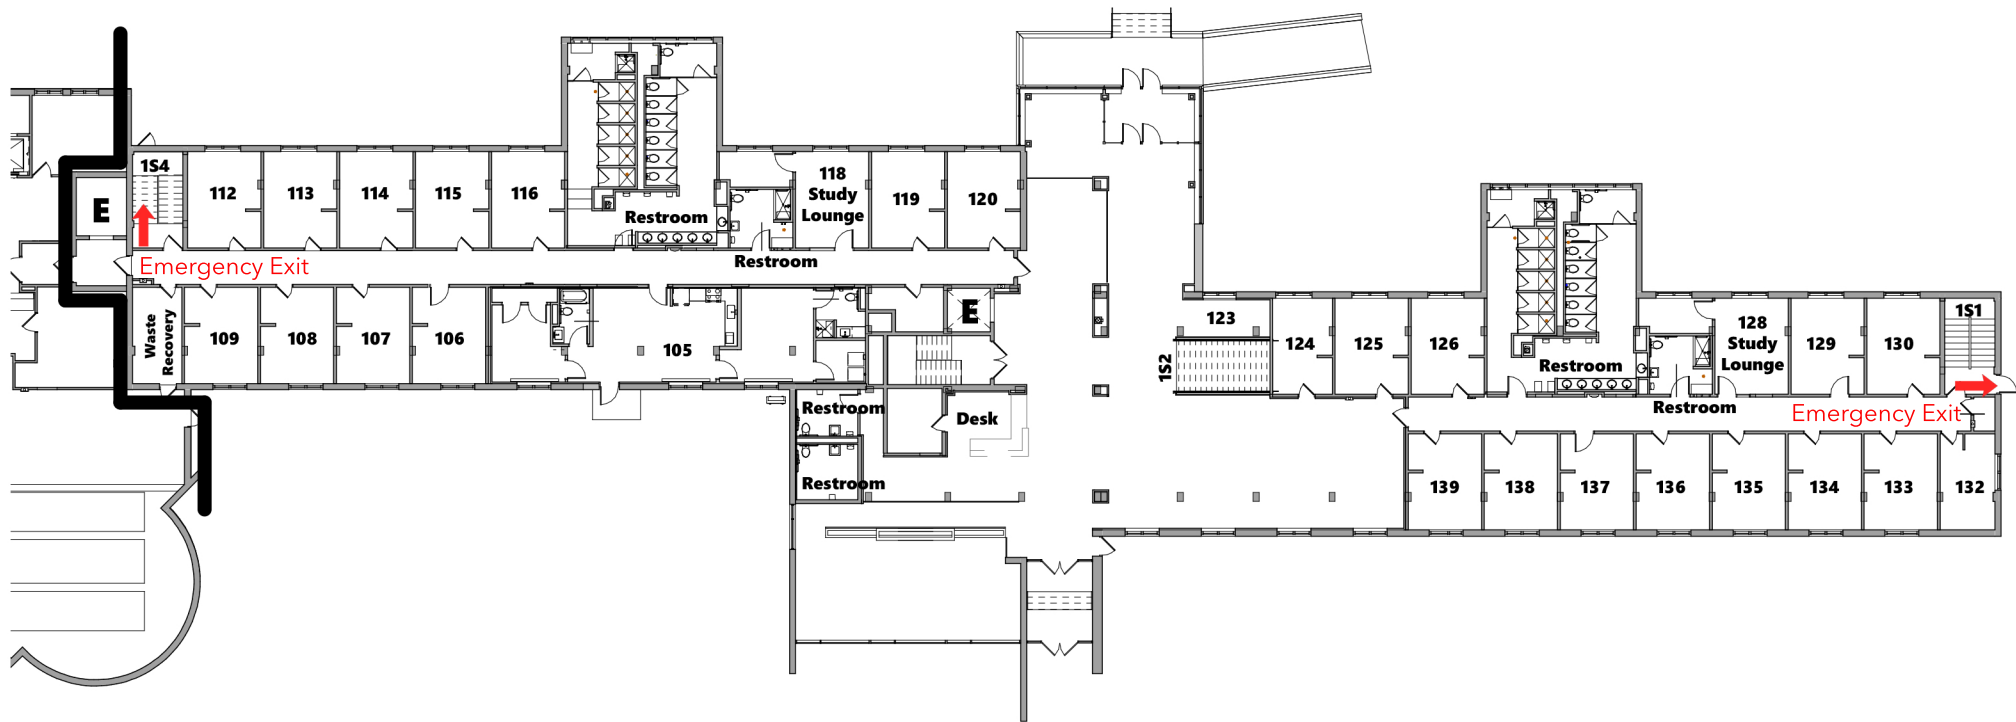 1S4
112
113
114
115
116
E
Restroom
118
Study
Lounge
119
120
Emergency Exit
Restroom
Waste
Recovery
109
108
107
106
105
E
Restroom
Desk
Restroom
123
1S2
124
125
126
Restroom
128
Study
Lounge
129
130
1S1
Restroom
Emergency Exit
139
138
137
136
135
134
133
132